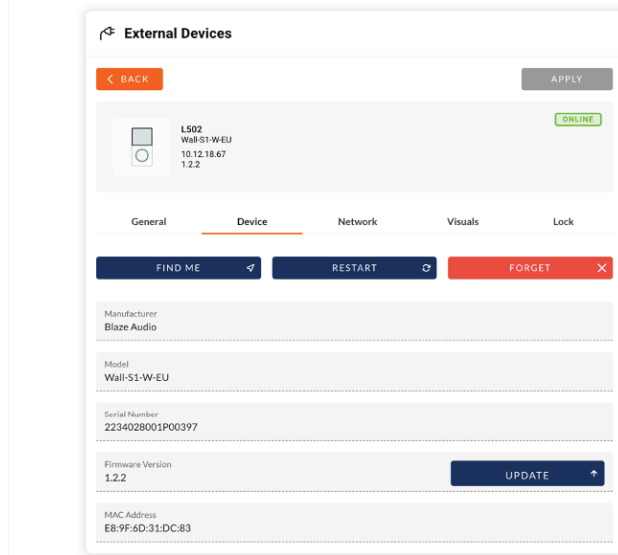 External Devices
BACK
APPLY
L502
Wall-S1-W-EU
10.12.18.67
1.2.2
ONLINE
General Device Network Visuals Lock
FIND ME RESTART FORGET
Manufacturer
Blaze Audio
Model
Wall-S1-W-EU
Serial Number
2234028001P00397
Firmware Version
1.2.2
UPDATE
MAC Address
E8:9F:6D:31:DC:83